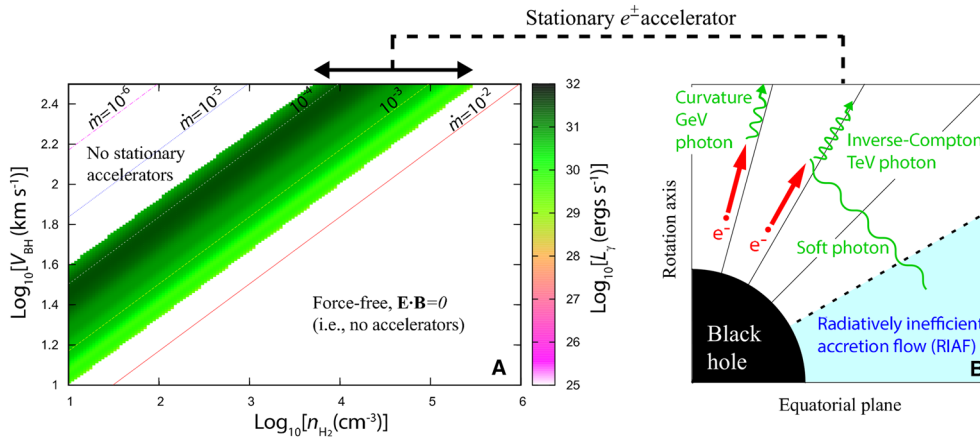 Stationary e± accelerator
Log₁₀[V_BH(km s⁻¹)]
2.4
2.2
2
1.8
1.6
1.4
1.2
1
1
2
3
4
5
6
Log₁₀[n_H₂(cm⁻³)]
ṁ=10⁻⁶
ṁ=10⁻⁵
10⁻⁴
10⁻³
ṁ=10⁻²
No stationary
accelerators
Force-free, E·B=0
(i.e., no accelerators)
A
32
31
30
29
28
27
26
25
Log₁₀[L_γ(ergs s⁻¹)]
Curvature
GeV
photon
Inverse-Compton
TeV photon
e⁻
e⁻
Soft photon
Rotation axis
Black
hole
Radiatively inefficient
accretion flow (RIAF)
B
Equatorial plane